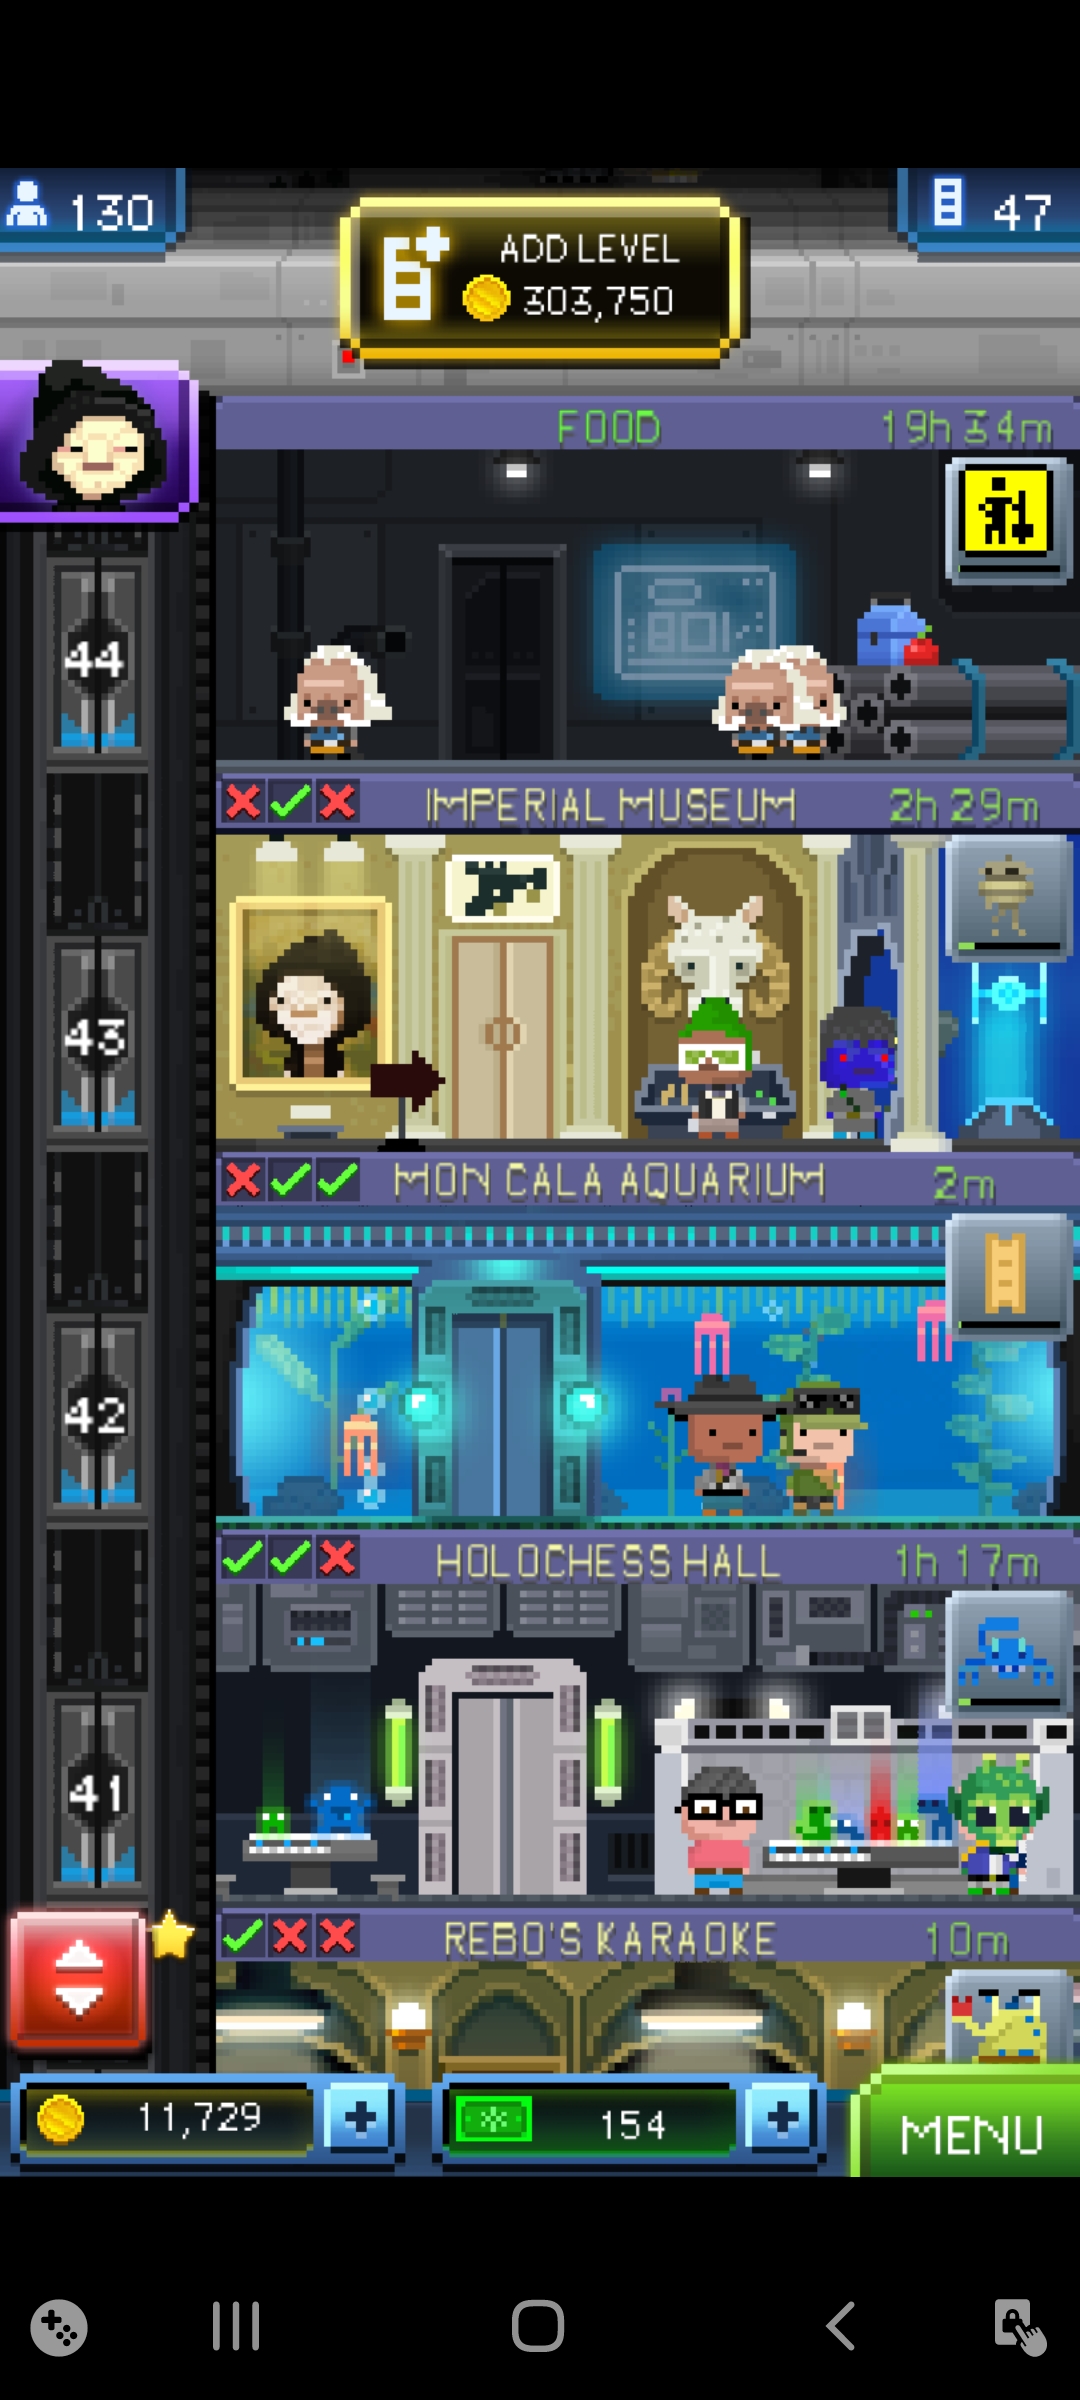 130
ADD LEVEL
47
303,750
FOOD 19h 34m
44
IMPERIAL MUSEUM 2h 29m
43
MON CALA AQUARIUM 2m
42
HOLOCHESS HALL 1h 17m
41
REBO'S KARAOKE 10m
11,729
154
MENU